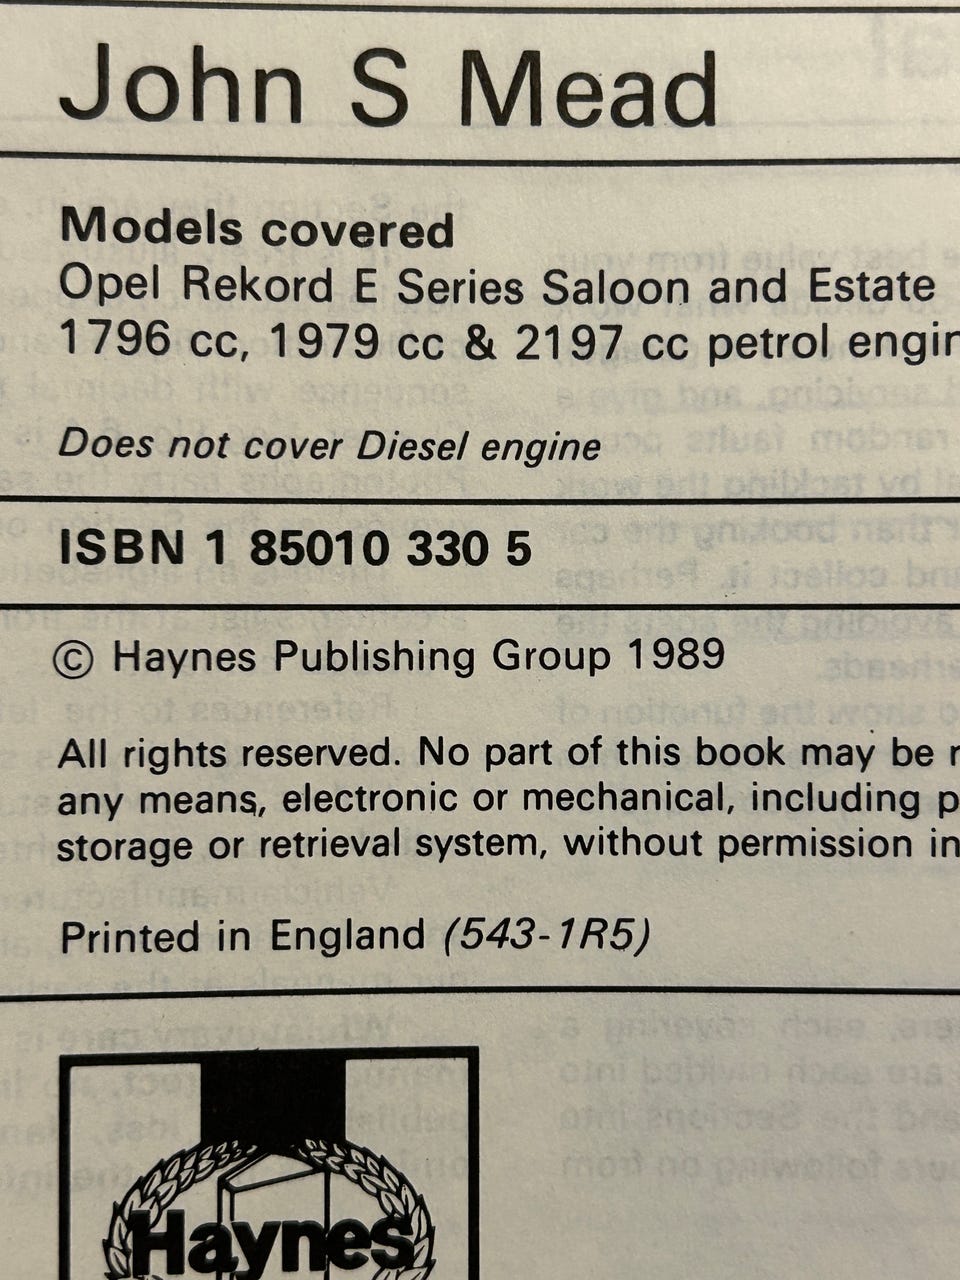 John S Mead
Models covered
Opel Rekord E Series Saloon and Estate
1796 cc, 1979 cc & 2197 cc petrol
Does not cover Diesel engine
ISBN 1 85010 330 5
© Haynes Publishing Group 1989
All rights reserved. No part of this book may be
any means, electronic or mechanical, including
storage or retrieval system, without permission in
Printed in England (543-1R5)
Haynes